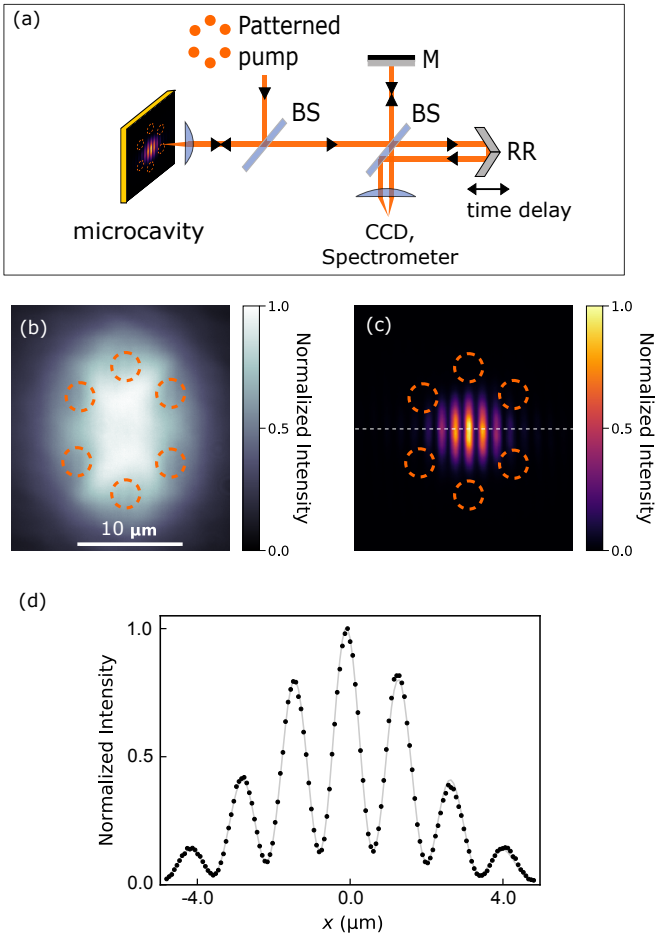 (a)
Patterned
pump
M
BS
BS
RR
time delay
microcavity
CCD,
Spectrometer
(b)
1.0
0.5
0.0
Normalized Intensity
10 µm
(c)
1.0
0.5
0.0
Normalized Intensity
(d)
Normalized Intensity
1.0
0.5
0.0
-4.0
0.0
4.0
x (µm)